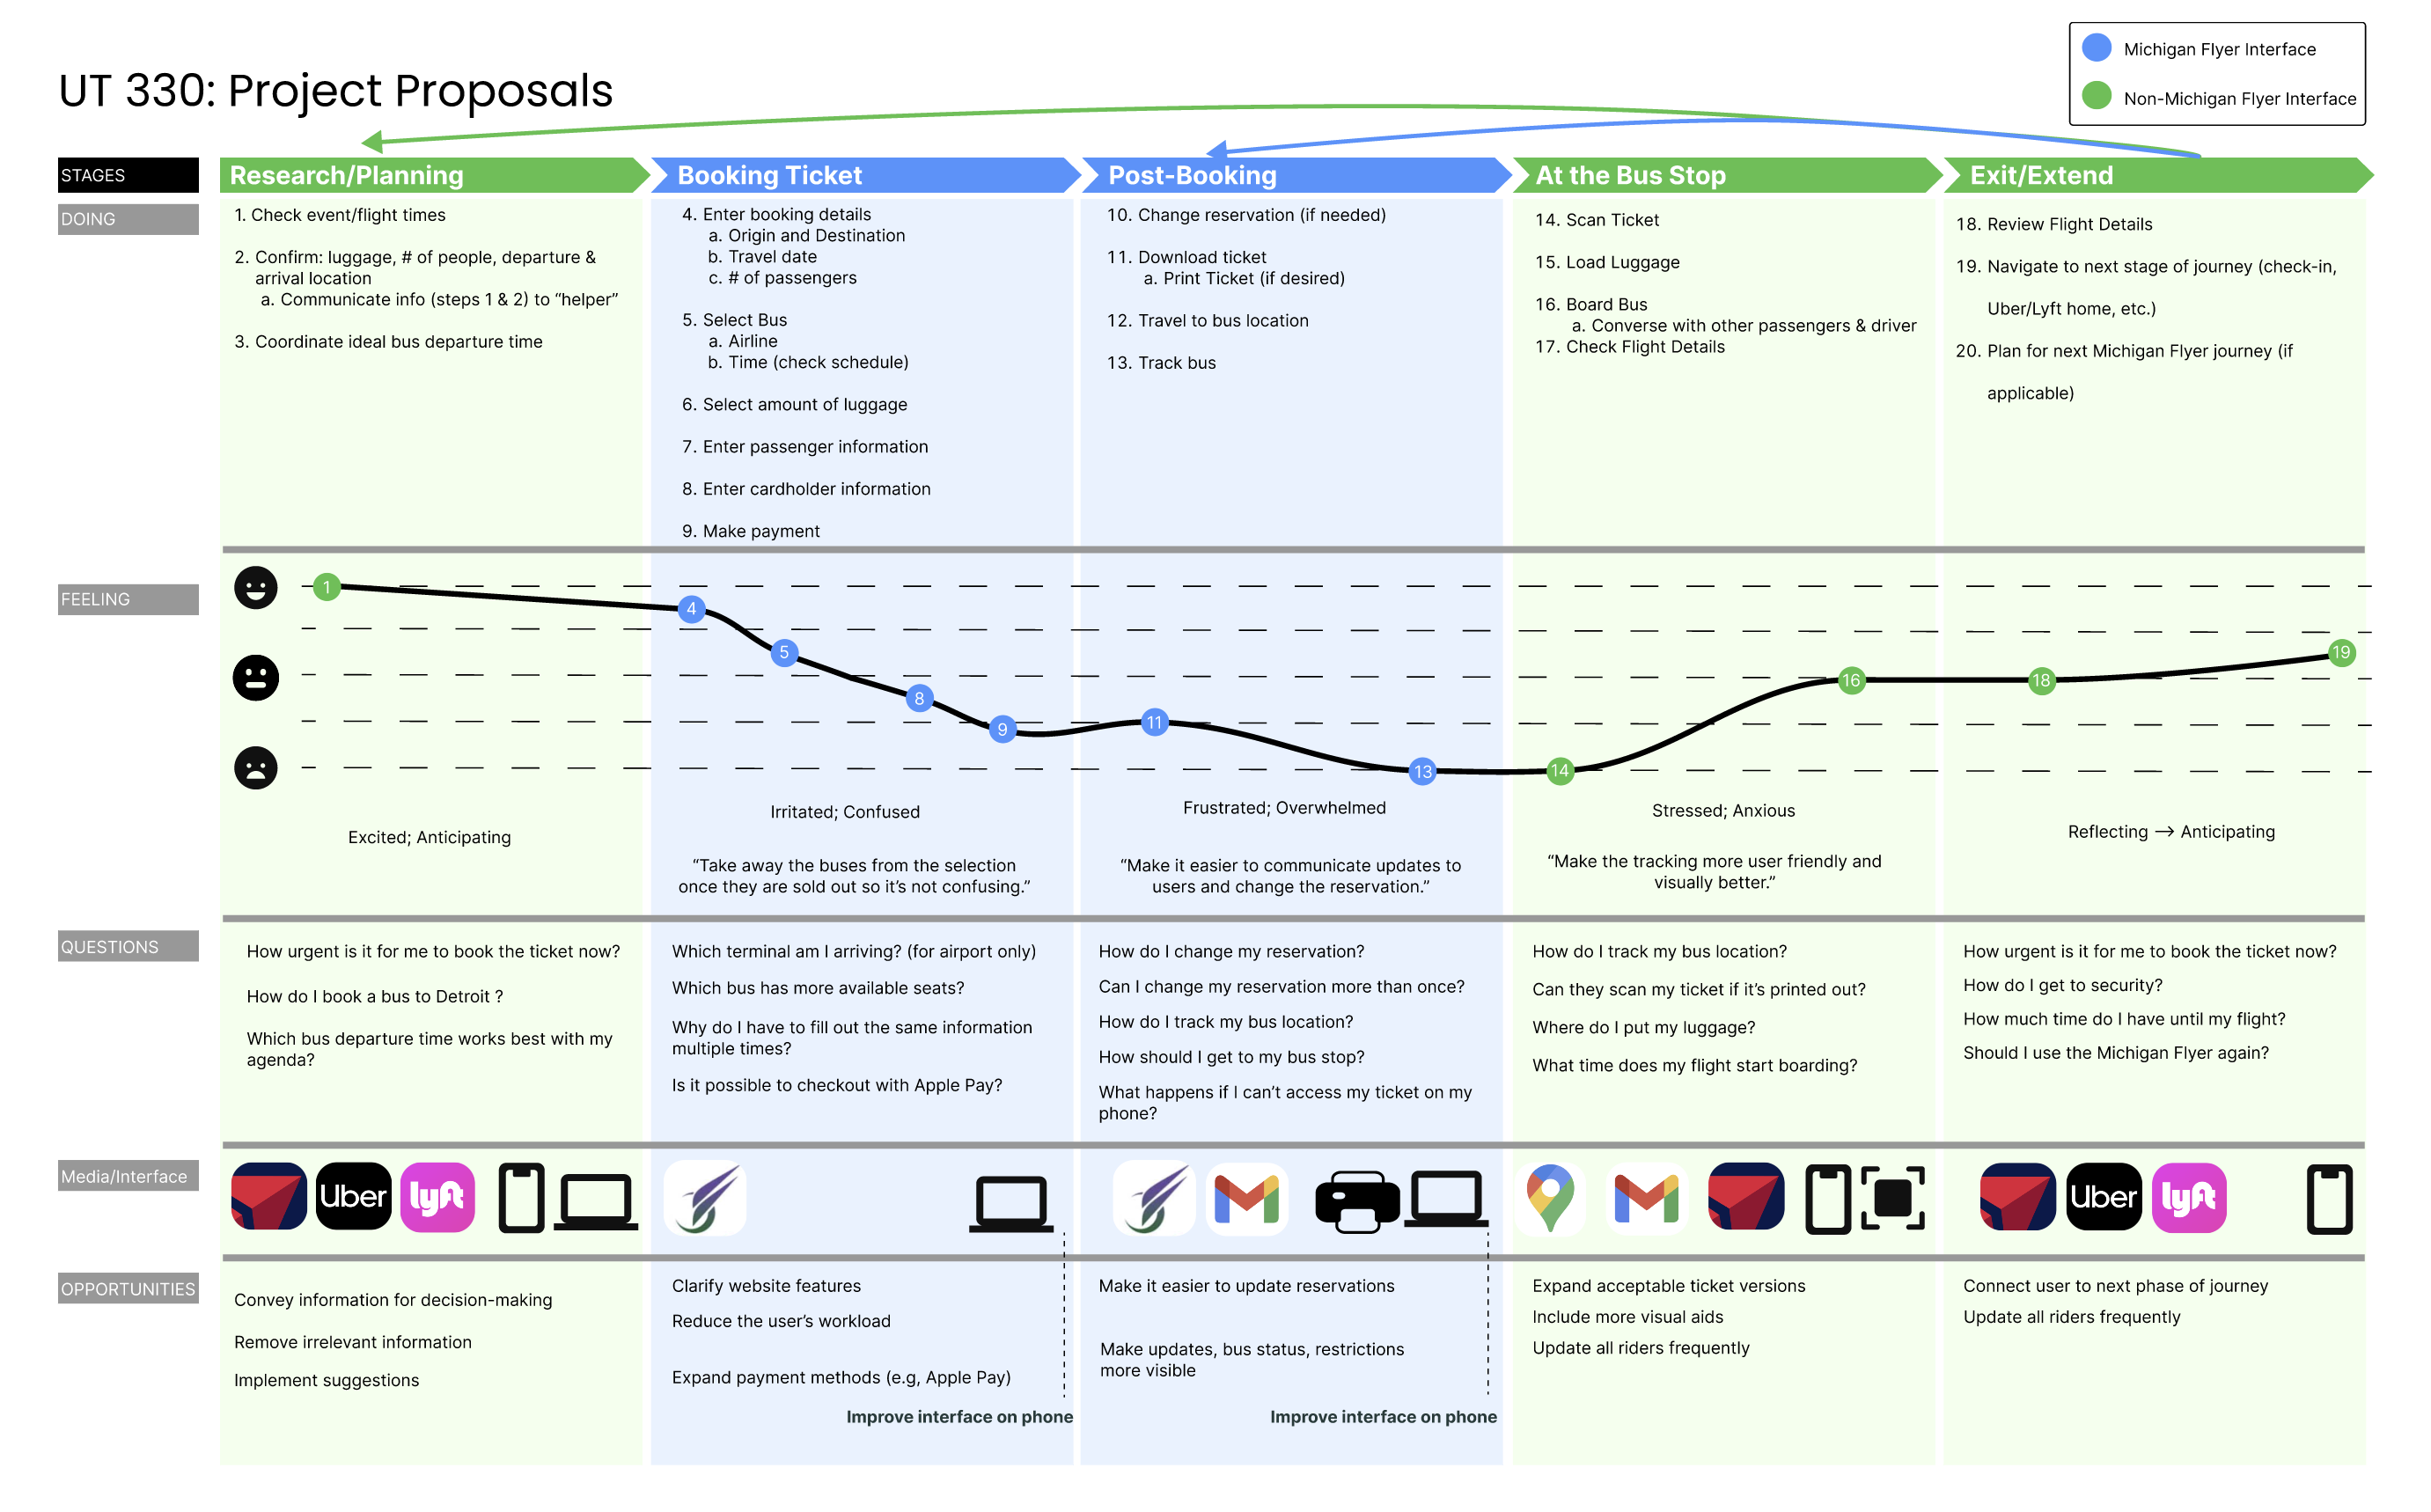 Michigan Flyer Interface
Non-Michigan Flyer Interface
UT 330: Project Proposals
STAGES
Research/Planning
Booking Ticket
Post-Booking
At the Bus Stop
Exit/Extend
DOING
1. Check event/flight times
2. Confirm: luggage, # of people, departure &
arrival location
a. Communicate info (steps 1 & 2) to “helper”
3. Coordinate ideal bus departure time
4. Enter booking details
a. Origin and Destination
b. Travel date
c. # of passengers
5. Select Bus
a. Airline
b. Time (check schedule)
6. Select amount of luggage
7. Enter passenger information
8. Enter cardholder information
9. Make payment
10. Change reservation (if needed)
11. Download ticket
a. Print Ticket (if desired)
12. Travel to bus location
13. Track bus
14. Scan Ticket
15. Load Luggage
16. Board Bus
a. Converse with other passengers & driver
17. Check Flight Details
18. Review Flight Details
19. Navigate to next stage of journey (check-in,
Uber/Lyft home, etc.)
20. Plan for next Michigan Flyer journey (if
applicable)
FEELING
1
4
5
8
9
11
13
14
16
18
19
Excited; Anticipating
Irritated; Confused
“Take away the buses from the selection
once they are sold out so it’s not confusing.”
Frustrated; Overwhelmed
“Make it easier to communicate updates to
users and change the reservation.”
Stressed; Anxious
“Make the tracking more user friendly and
visually better.”
Reflecting → Anticipating
QUESTIONS
How urgent is it for me to book the ticket now?
How do I book a bus to Detroit ?
Which bus departure time works best with my
agenda?
Which terminal am I arriving? (for airport only)
Which bus has more available seats?
Why do I have to fill out the same information
multiple times?
Is it possible to checkout with Apple Pay?
How do I change my reservation?
Can I change my reservation more than once?
How do I track my bus location?
How should I get to my bus stop?
What happens if I can’t access my ticket on my
phone?
How do I track my bus location?
Can they scan my ticket if it’s printed out?
Where do I put my luggage?
What time does my flight start boarding?
How urgent is it for me to book the ticket now?
How do I get to security?
How much time do I have until my flight?
Should I use the Michigan Flyer again?
Media/Interface
Uber
lyft
Uber
lyft
OPPORTUNITIES
Convey information for decision-making
Remove irrelevant information
Implement suggestions
Clarify website features
Reduce the user’s workload
Expand payment methods (e.g, Apple Pay)
Improve interface on phone
Make it easier to update reservations
Make updates, bus status, restrictions
more visible
Improve interface on phone
Expand acceptable ticket versions
Include more visual aids
Update all riders frequently
Connect user to next phase of journey
Update all riders frequently